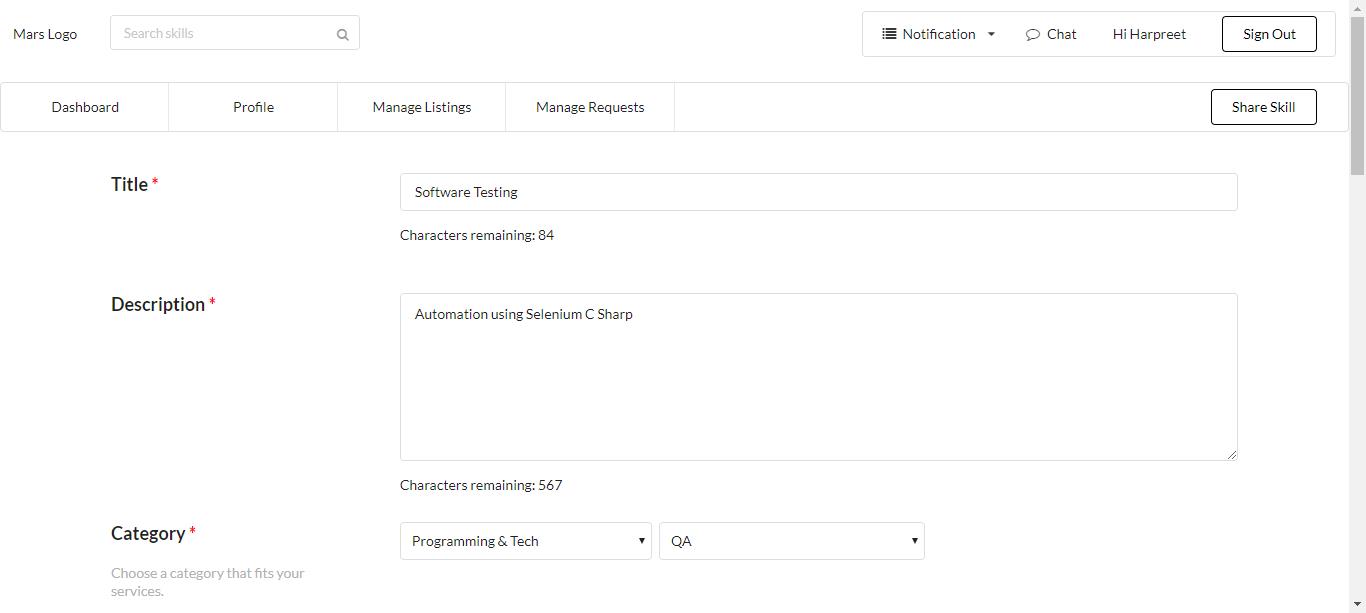 Mars Logo
Search skills
Notification
Chat
Hi Harpreet
Sign Out
Dashboard
Profile
Manage Listings
Manage Requests
Share Skill
Title *
Software Testing
Characters remaining: 84
Description *
Automation using Selenium C Sharp
Characters remaining: 567
Category *
Programming & Tech
QA
Choose a category that fits your
services.